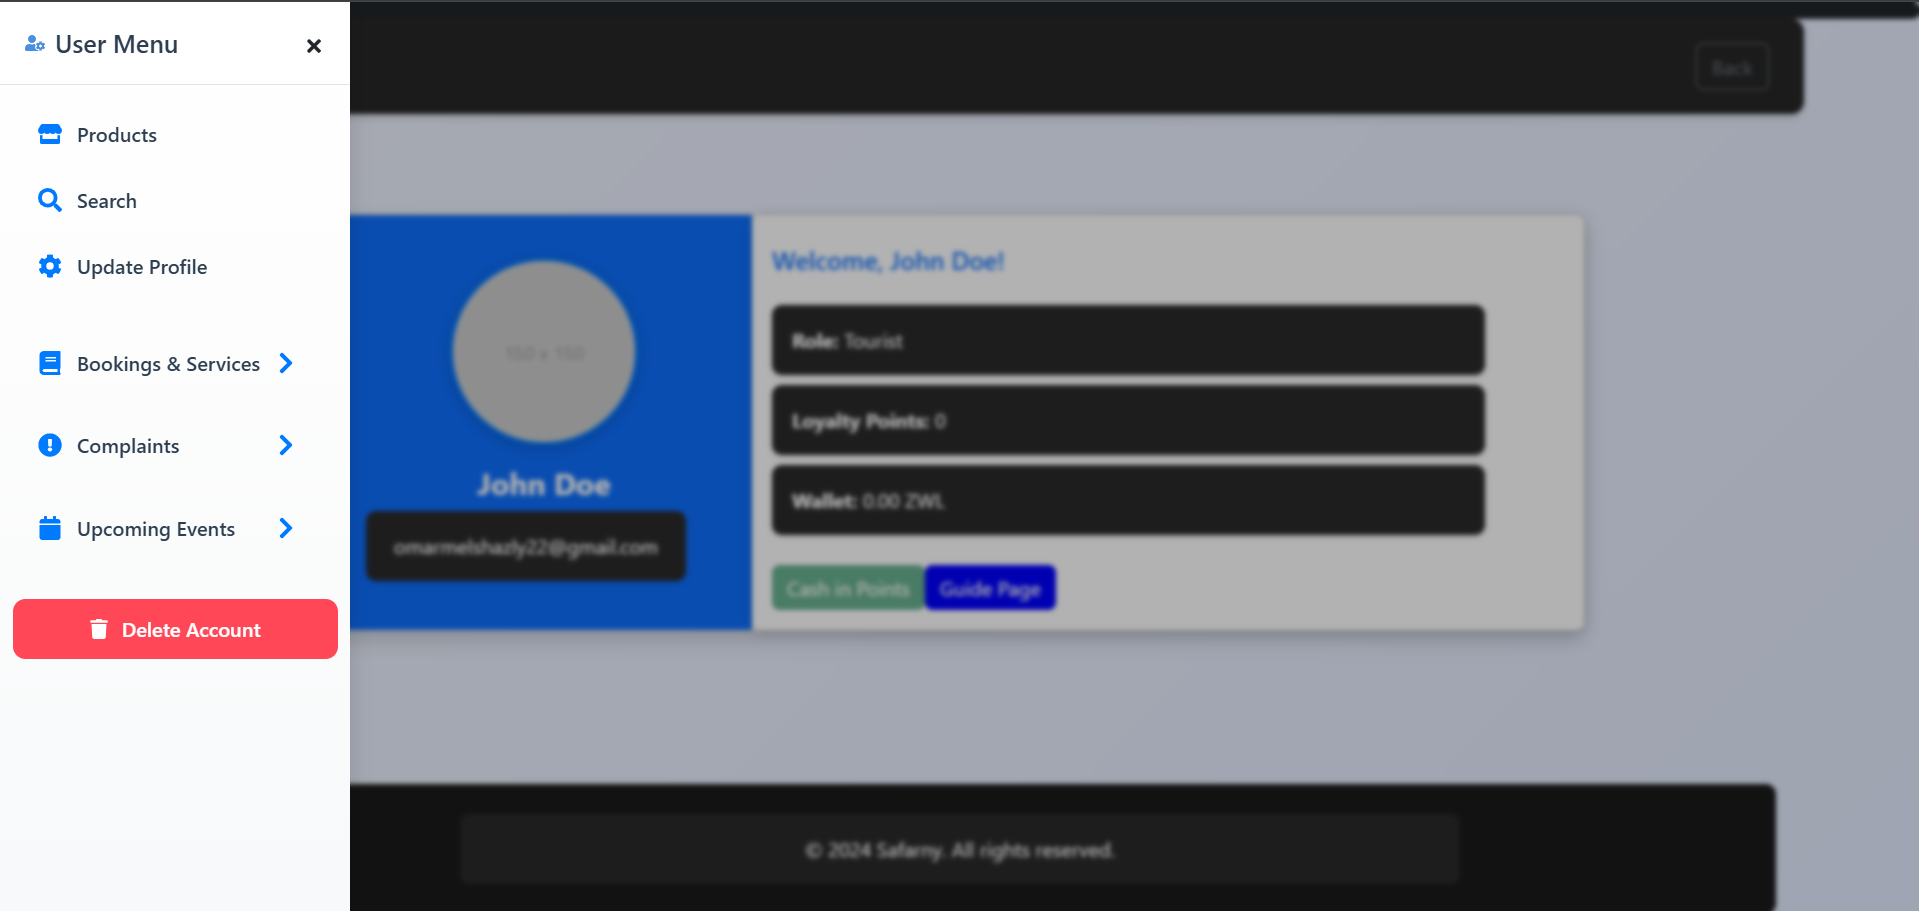 User Menu
Products
Search
Update Profile
Bookings & Services
Complaints
Upcoming Events
Delete Account
Back
150 x 150
John Doe
omarmelshazly22@gmail.com
Welcome, John Doe!
Role: Tourist
Loyalty Points: 0
Wallet: 0.00 ZWL
Cash in Points
Guide Page
© 2024 Safarny. All rights reserved.